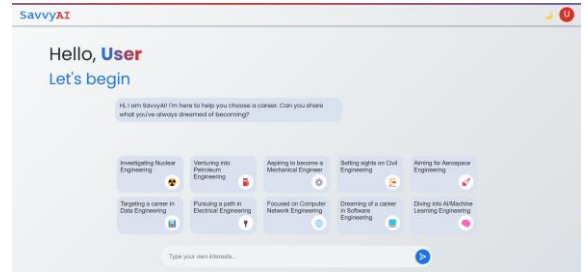 SavvyAI
U
Hello, User
Let's begin
Hi, I am SavvyAI! I'm here to help you choose a career. Can you share
what you've always dreamed of becoming?
Investigating Nuclear
Engineering
Venturing into
Petroleum
Engineering
Aspiring to become a
Mechanical Engineer
Setting sights on Civil
Engineering
Aiming for Aerospace
Engineering
Targeting a career in
Data Engineering
Pursuing a path in
Electrical Engineering
Focused on Computer
Network Engineering
Dreaming of a career
in Software
Engineering
Diving into AI/Machine
Learning Engineering
Type your own interests...